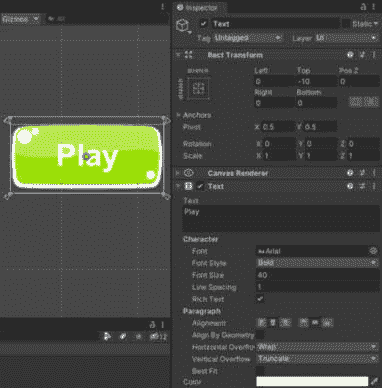 Inspector
Gizmos
All
Text
Static
Tag Untagged Layer UI
Rect Transform
stretch
Left Top Pos Z
0 -10 0
stretch
Right Bottom
0 0
Anchors
Pivot X 0.5 Y 0.5
Rotation X 0 Y 0 Z 0
Scale X 1 Y 1 Z 1
Play
Canvas Renderer
Text
Text
Play
Character
Font Arial
Font Style Bold
Font Size 40
Line Spacing 1
Rich Text
Paragraph
Alignment
Align By Geometry
Horizontal Overflow Wrap
Vertical Overflow Truncate
Best Fit
Color
12